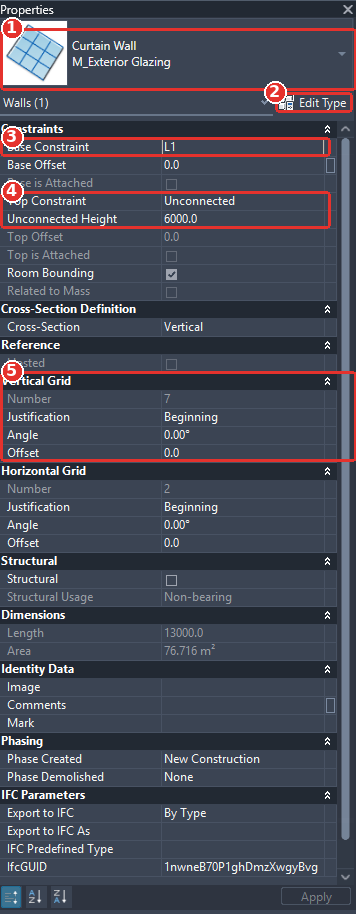 Properties
1
Curtain Wall
M_Exterior Glazing
2
Walls (1) Edit Type
Constraints
3
Base Constraint L1
Base Offset 0.0
Base is Attached
4
Top Constraint Unconnected
Unconnected Height 6000.0
Top Offset 0.0
Top is Attached
Room Bounding
Related to Mass
Cross-Section Definition
Cross-Section Vertical
Reference
5
Vertical Grid
Number 7
Justification Beginning
Angle 0.00°
Offset 0.0
Horizontal Grid
Number 2
Justification Beginning
Angle 0.00°
Offset 0.0
Structural
Structural
Structural Usage Non-bearing
Dimensions
Length 13000.0
Area 76.716 m²
Identity Data
Image
Comments
Mark
Phasing
Phase Created New Construction
Phase Demolished None
IFC Parameters
Export to IFC By Type
Export to IFC As
IFC Predefined Type
IfcGUID 1nwneB70P1ghDmzXwgyBvg
Apply